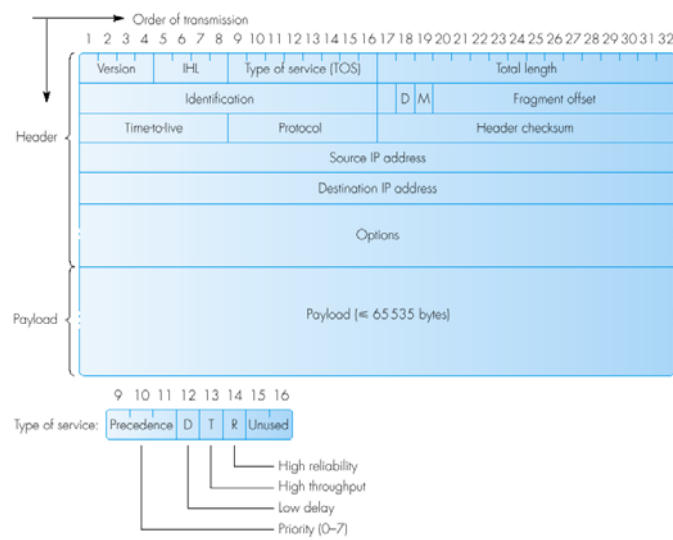 Order of transmission
1 2 3 4 5 6 7 8 9 10 11 12 13 14 15 16 17 18 19 20 21 22 23 24 25 26 27 28 29 30 31 32
Version IHL Type of service (TOS) Total length
Identification D M Fragment offset
Header
Time-to-live Protocol Header checksum
Source IP address
Destination IP address
Options
Payload
Payload (⩽ 65 535 bytes)
9 10 11 12 13 14 15 16
Type of service: Precedence D T R Unused
High reliability
High throughput
Low delay
Priority (0–7)